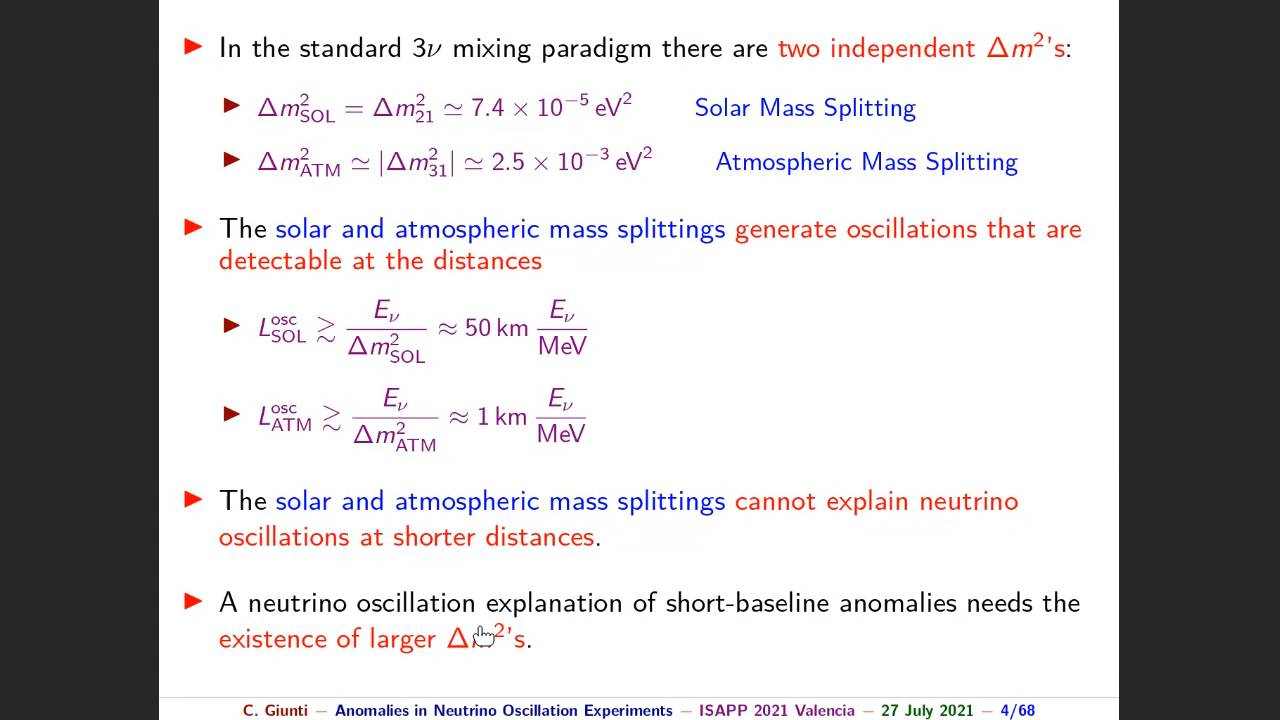 ▶ In the standard 3ν mixing paradigm there are two independent Δm²'s:
▶ Δm²_SOL = Δm²_21 ≃ 7.4 × 10⁻⁵ eV² Solar Mass Splitting
▶ Δm²_ATM ≃ |Δm²_31| ≃ 2.5 × 10⁻³ eV² Atmospheric Mass Splitting
▶ The solar and atmospheric mass splittings generate oscillations that are
detectable at the distances
▶ L^osc_SOL ≳ E_ν / Δm²_SOL ≈ 50 km E_ν / MeV
▶ L^osc_ATM ≳ E_ν / Δm²_ATM ≈ 1 km E_ν / MeV
▶ The solar and atmospheric mass splittings cannot explain neutrino
oscillations at shorter distances.
▶ A neutrino oscillation explanation of short-baseline anomalies needs the
existence of larger Δm²'s.
C. Giunti − Anomalies in Neutrino Oscillation Experiments − ISAPP 2021 Valencia − 27 July 2021 − 4/68